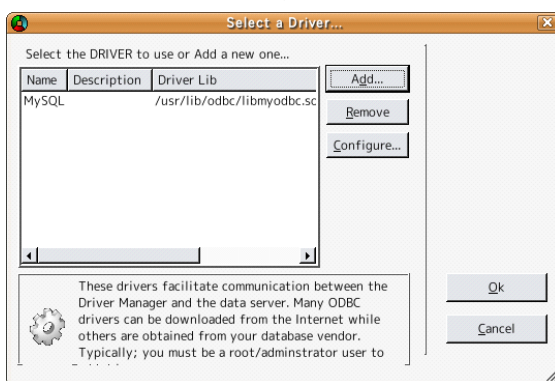 Select a Driver...
Select the DRIVER to use or Add a new one...
Name Description Driver Lib
MySQL /usr/lib/odbc/libmyodbc.sc
Add...
Remove
Configure...
These drivers facilitate communication between the
Driver Manager and the data server. Many ODBC
drivers can be downloaded from the Internet while
others are obtained from your database vendor.
Typically; you must be a root/adminstrator user to
Ok
Cancel